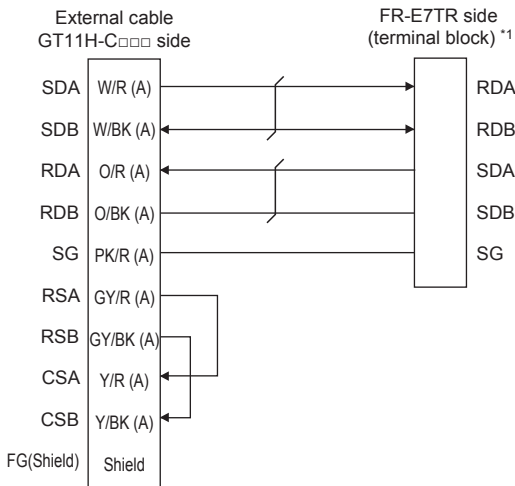 External cable
GT11H-C□□□ side
FR-E7TR side
(terminal block) *1
SDA W/R (A) RDA
SDB W/BK (A) RDB
RDA O/R (A) SDA
RDB O/BK (A) SDB
SG PK/R (A) SG
RSA GY/R (A)
RSB GY/BK (A)
CSA Y/R (A)
CSB Y/BK (A)
FG(Shield) Shield